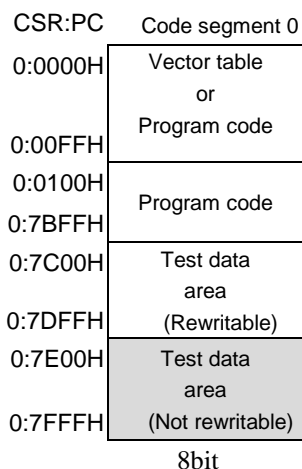 CSR:PC Code segment 0
0:0000H Vector table
or
Program code
0:00FFH
0:0100H
Program code
0:7BFFH
0:7C00H Test data
area
0:7DFFH (Rewritable)
0:7E00H Test data
area
0:7FFFH (Not rewritable)
8bit